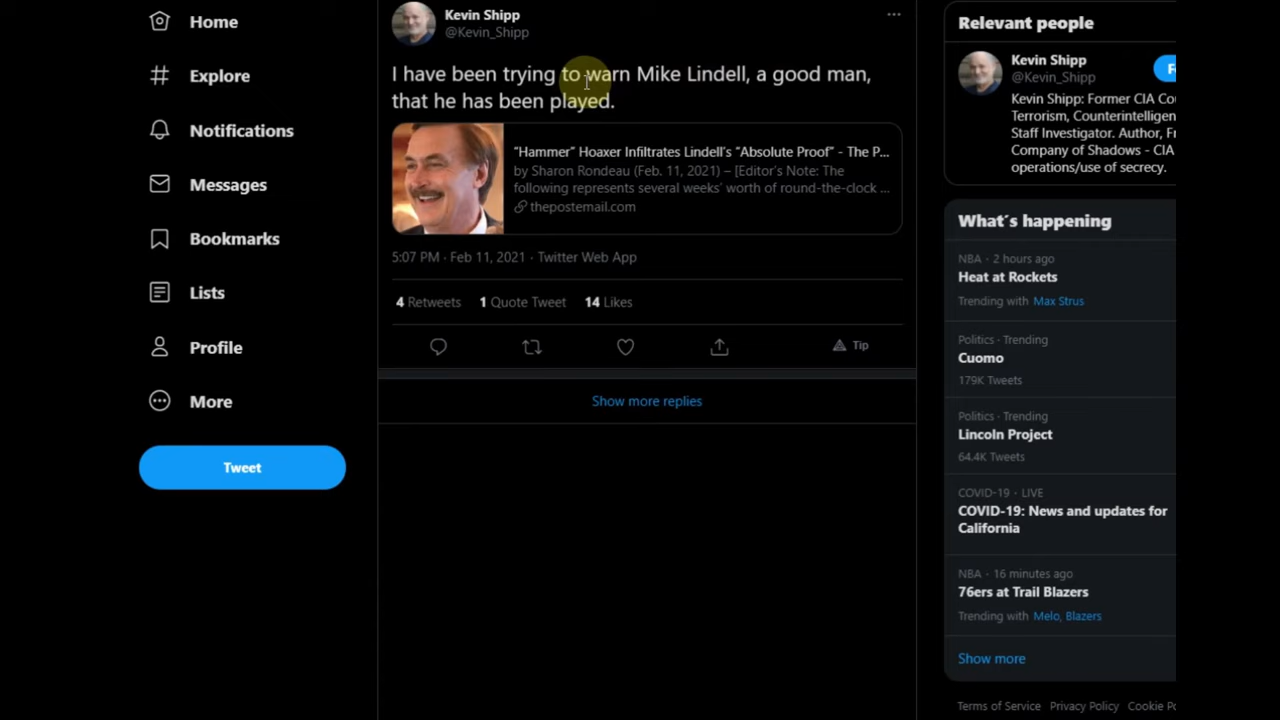 Home
Explore
Notifications
Messages
Bookmarks
Lists
Profile
More
Tweet
Kevin Shipp
@Kevin_Shipp
I have been trying to warn Mike Lindell, a good man,
that he has been played.
"Hammer" Hoaxer Infiltrates Lindell's "Absolute Proof" - The P...
by Sharon Rondeau (Feb. 11, 2021) – [Editor's Note: The
following represents several weeks' worth of round-the-clock ...
thepostemail.com
5:07 PM · Feb 11, 2021 · Twitter Web App
4 Retweets 1 Quote Tweet 14 Likes
Tip
Show more replies
Relevant people
Kevin Shipp
@Kevin_Shipp
Kevin Shipp: Former CIA Cou
Terrorism, Counterintelligen
Staff Investigator. Author, Fr
Company of Shadows - CIA
operations/use of secrecy.
What's happening
NBA · 2 hours ago
Heat at Rockets
Trending with Max Strus
Politics · Trending
Cuomo
179K Tweets
Politics · Trending
Lincoln Project
64.4K Tweets
COVID-19 · LIVE
COVID-19: News and updates for
California
NBA · 16 minutes ago
76ers at Trail Blazers
Trending with Melo, Blazers
Show more
Terms of Service Privacy Policy Cookie Po